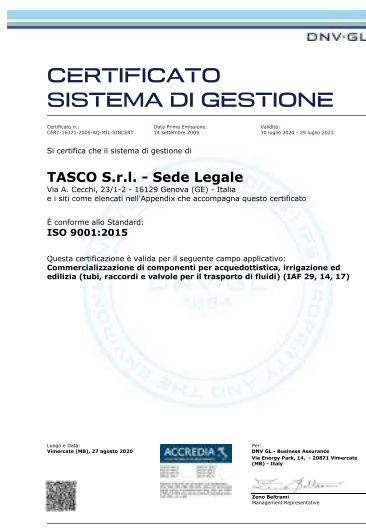 DNV·GL
CERTIFICATO
SISTEMA DI GESTIONE
Certificato n.:
CERT-16371-2005-AQ-MIL-SINCERT
Data Prima Emissione:
14 settembre 2005
Validità:
30 luglio 2020 - 29 luglio 2023
Si certifica che il sistema di gestione di
TASCO S.r.l. - Sede Legale
Via A. Cecchi, 23/1-2 - 16129 Genova (GE) - Italia
e i siti come elencati nell'Appendix che accompagna questo certificato
È conforme allo Standard:
ISO 9001:2015
Questa certificazione è valida per il seguente campo applicativo:
Commercializzazione di componenti per acquedottistica, irrigazione ed
edilizia (tubi, raccordi e valvole per il trasporto di fluidi) (IAF 29, 14, 17)
Luogo e Data:
Vimercate (MB), 27 agosto 2020
ACCREDIA
Per:
DNV GL - Business Assurance
Via Energy Park, 14, - 20871 Vimercate
(MB) - Italy
Zeno Beltrami
Management Representative